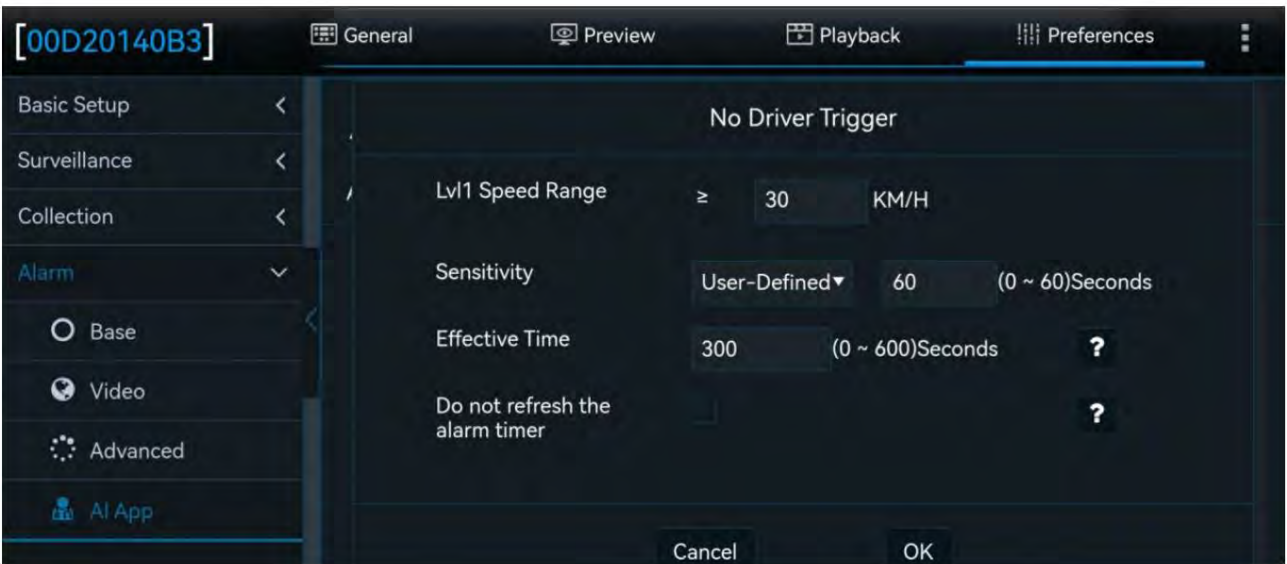 [00D20140B3]
General
Preview
Playback
Preferences
Basic Setup
Surveillance
Collection
Alarm
Base
Video
Advanced
AI App
No Driver Trigger
Lvl1 Speed Range ≥ 30 KM/H
Sensitivity User-Defined▼ 60 (0 ~ 60)Seconds
Effective Time 300 (0 ~ 600)Seconds ?
Do not refresh the
alarm timer ?
Cancel OK